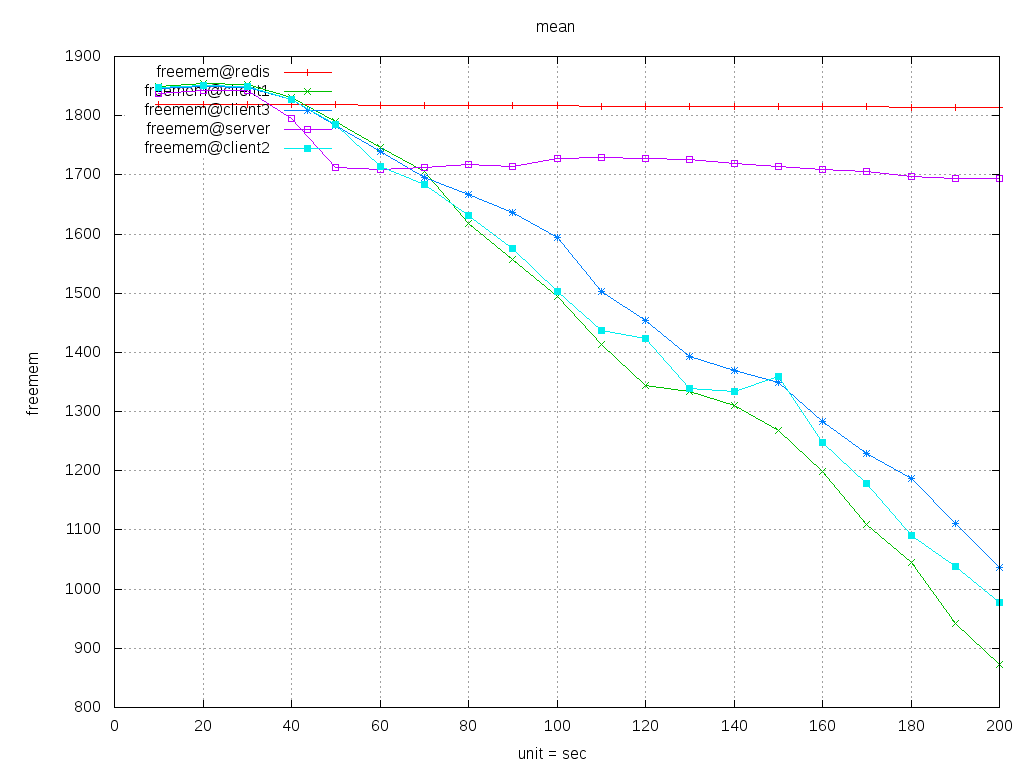 mean
1900
1800
1700
1600
1500
1400
1300
1200
1100
1000
900
800
freemem
freemem@redis
freemem@client1
freemem@client3
freemem@server
freemem@client2
0 20 40 60 80 100 120 140 160 180 200
unit = sec